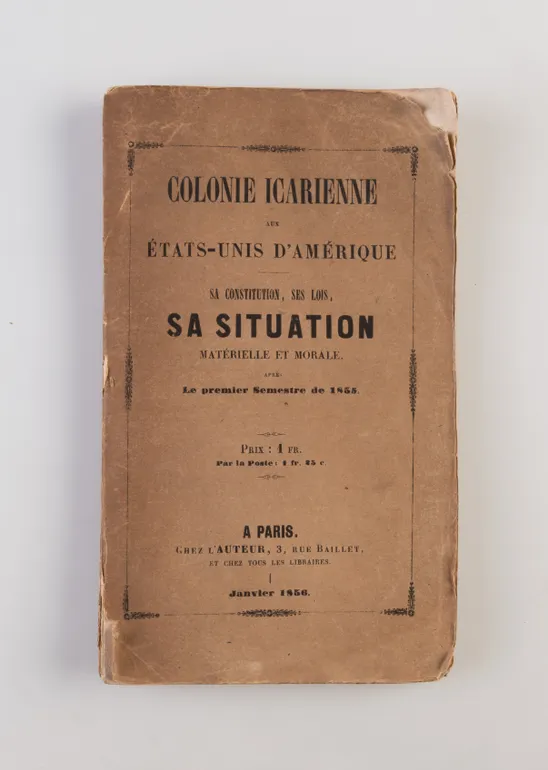 COLONIE ICARIENNE
AUX
ÉTATS-UNIS D'AMÉRIQUE
SA CONSTITUTION, SES LOIS,
SA SITUATION
MATÉRIELLE ET MORALE.
APRÈS
Le premier Semestre de 1855.
PRIX : 1 FR.
Par la Poste : 1 fr. 45 c.
A PARIS.
CHEZ L'AUTEUR, 3, RUE BAILLET,
ET CHEZ TOUS LES LIBRAIRES.
Janvier 1856.